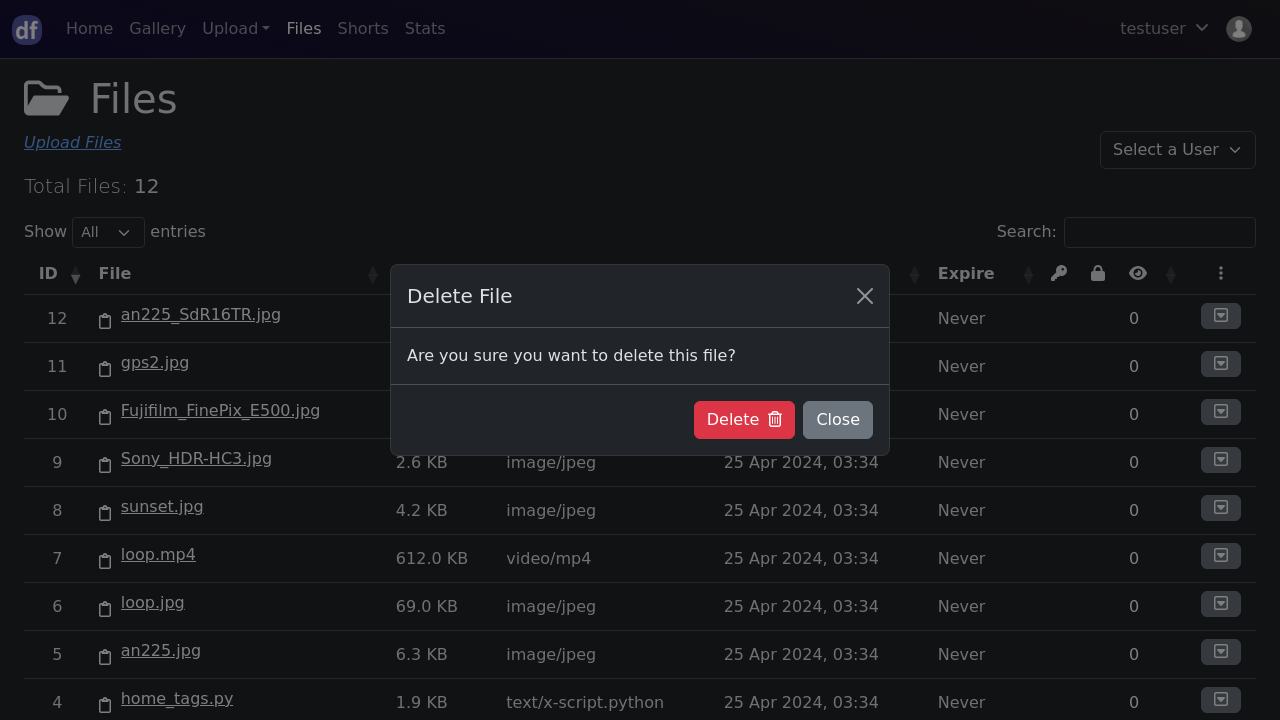 df Home Gallery Upload Files Shorts Stats testuser
Files
Upload Files
Select a User
Total Files: 12
Show All entries Search:
ID File Expire
12 an225_SdR16TR.jpg Never 0
11 gps2.jpg Never 0
10 Fujifilm_FinePix_E500.jpg Never 0
Delete File
Are you sure you want to delete this file?
Delete Close
9 Sony_HDR-HC3.jpg 2.6 KB image/jpeg 25 Apr 2024, 03:34 Never 0
8 sunset.jpg 4.2 KB image/jpeg 25 Apr 2024, 03:34 Never 0
7 loop.mp4 612.0 KB video/mp4 25 Apr 2024, 03:34 Never 0
6 loop.jpg 69.0 KB image/jpeg 25 Apr 2024, 03:34 Never 0
5 an225.jpg 6.3 KB image/jpeg 25 Apr 2024, 03:34 Never 0
4 home_tags.py 1.9 KB text/x-script.python 25 Apr 2024, 03:34 Never 0